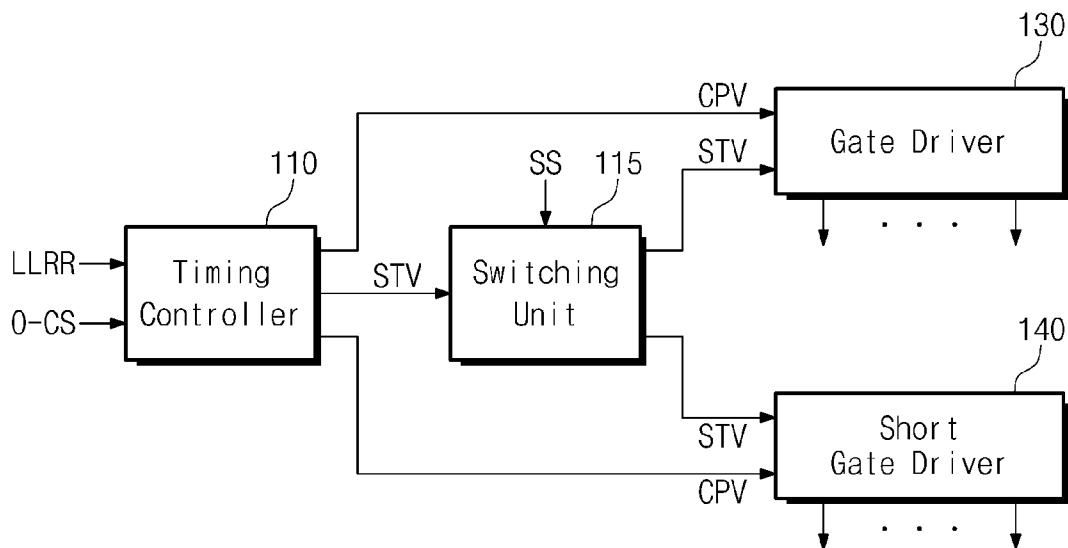 130
CPV
Gate Driver
STV
110
SS
115
LLRR
Timing
Controller
STV
Switching
Unit
O-CS
140
STV
Short
Gate Driver
CPV